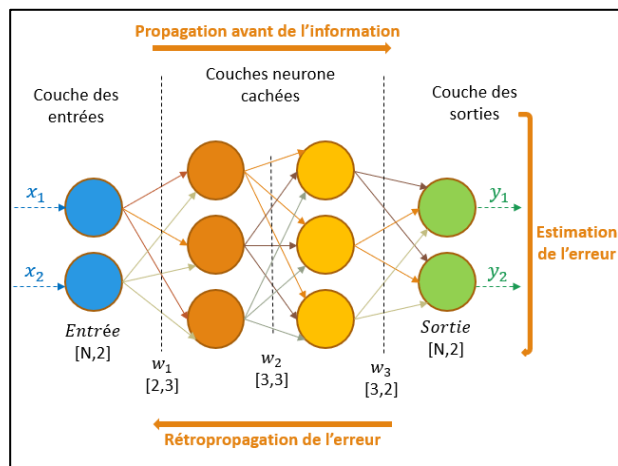 Propagation avant de l'information
Couche des
entrées
Couches neurone
cachées
Couche des
sorties
x₁
x₂
y₁
y₂
Estimation
de l'erreur
Entrée
[N,2]
w₁
[2,3]
w₂
[3,3]
w₃
[3,2]
Sortie
[N,2]
Rétropropagation de l'erreur